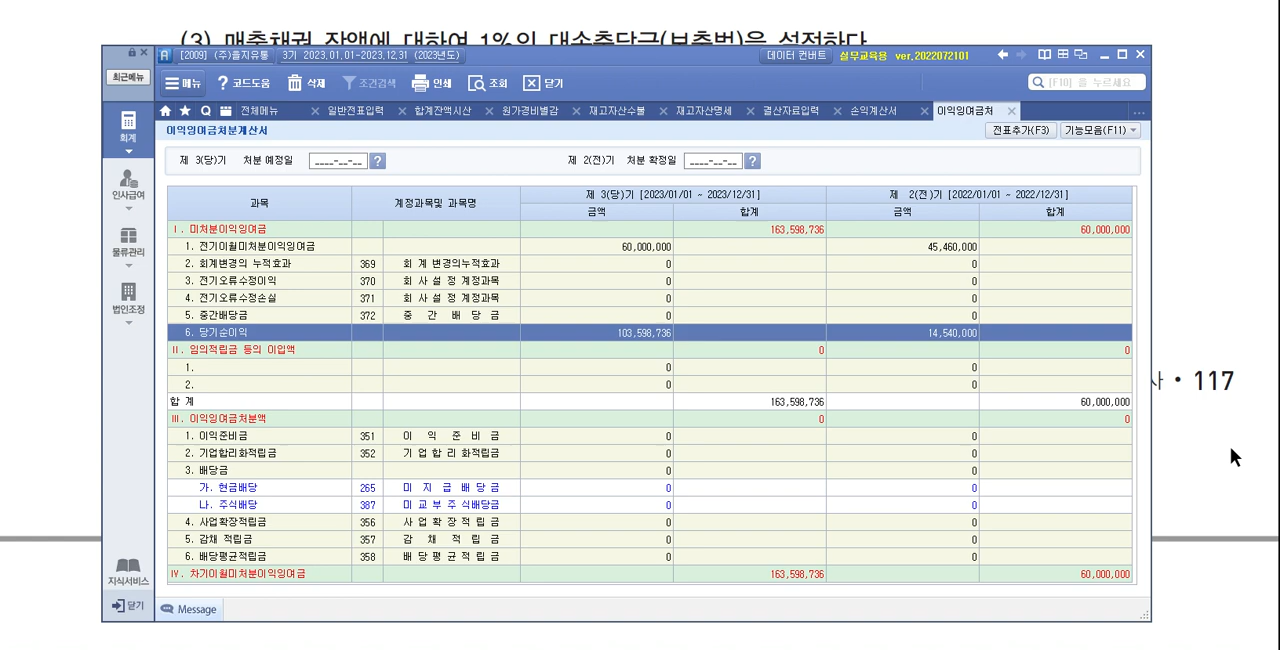 (3) 매출채권 잔액에 대하여 1%의 대손충당금(보충법)을 설정하다
[2009] (주)을지유통 3기 2023.01.01~2023.12.31 (2023년도) 데이터 컨버트 실무교육용 ver.2022072101
최근메뉴 메뉴 ? 코드도움 삭제 조건검색 인쇄 조회 닫기 [F10] 을 누르세요
전체메뉴 일반전표입력 합계잔액시산 원가경비별감 재고자산수불 재고자산명세 결산자료입력 손익계산서 이익잉여금처 ...
이익잉여금처분계산서 전표추가(F3) 기능모음(F11)
회계
인사급여
물류관리
법인조정
지식서비스
닫기
제 3(당)기 처분 예정일 ____-__-__ ? 제 2(전)기 처분 확정일 ____-__-__ ?
과목 계정과목및 과목명 제 3(당)기 [2023/01/01 ~ 2023/12/31] 제 2(전)기 [2022/01/01 ~ 2022/12/31]
금액 합계 금액 합계
I. 미처분이익잉여금 163,598,736 60,000,000
1. 전기이월미처분이익잉여금 60,000,000 45,460,000
2. 회계변경의 누적효과 369 회 계 변경의누적효과 0 0
3. 전기오류수정이익 370 회 사 설 정 계정과목 0 0
4. 전기오류수정손실 371 회 사 설 정 계정과목 0 0
5. 중간배당금 372 중 간 배 당 금 0 0
6. 당기순이익 103,598,736 14,540,000
II. 임의적립금 등의 이입액 0 0
1. 0 0
2. 0 0
합 계 163,598,736 60,000,000
III. 이익잉여금처분액 0 0
1. 이익준비금 351 이 익 준 비 금 0 0
2. 기업합리화적립금 352 기 업 합 리 화적립금 0 0
3. 배당금 0 0
가. 현금배당 265 미 지 급 배 당 금 0 0
나. 주식배당 387 미 교 부 주 식배당금 0 0
4. 사업확장적립금 356 사 업 확 장 적 립 금 0 0
5. 감채 적립금 357 감 채 적 립 금 0 0
6. 배당평균적립금 358 배 당 평 균 적 립 금 0 0
IV. 차기이월미처분이익잉여금 163,598,736 60,000,000
Message
사 • 117